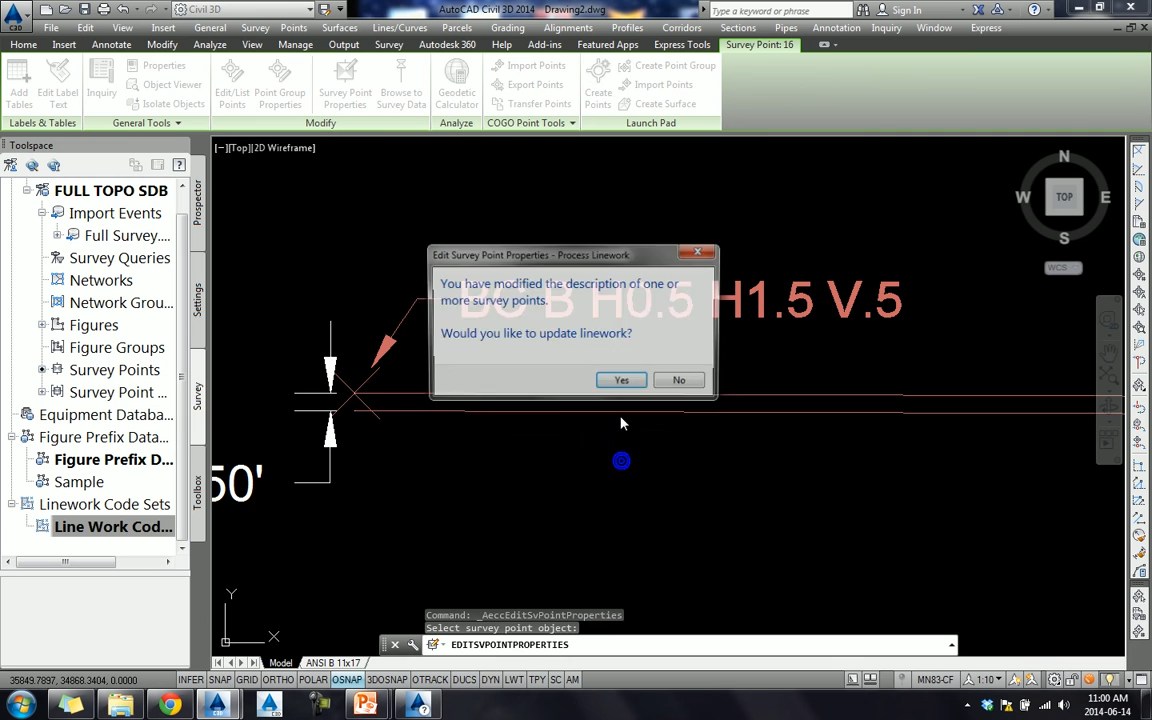 C3D
Civil 3D
AutoCAD Civil 3D 2014 Drawing2.dwg
Type a keyword or phrase
Sign In
File Edit View Insert General Survey Points Surfaces Lines/Curves Parcels Grading Alignments Profiles Corridors Sections Pipes Annotation Inquiry Window Express
Home Insert Annotate Modify Analyze View Manage Output Survey Autodesk 360 Help Add-ins Featured Apps Express Tools Survey Point: 16
Add Tables
Edit Label Text
Inquiry
Properties
Object Viewer
Isolate Objects
Edit/List Points
Point Group Properties
Survey Point Properties
Browse to Survey Data
Geodetic Calculator
Import Points
Export Points
Transfer Points
Create Points
Create Point Group
Import Points
Create Surface
Labels & Tables
General Tools
Modify
Analyze
COGO Point Tools
Launch Pad
Toolspace
FULL TOPO SDB
Import Events
Full Survey....
Survey Queries
Networks
Network Grou...
Figures
Figure Groups
Survey Points
Survey Point ...
Equipment Databa...
Figure Prefix Data...
Figure Prefix D...
Sample
Linework Code Sets
Line Work Cod...
Prospector
Settings
Survey
Toolbox
[−][Top][2D Wireframe]
N
W TOP E
S
WCS
BC B H0.5 H1.5 V.5
50'
Edit Survey Point Properties - Process Linework
You have modified the description of one or
more survey points.
Would you like to update linework?
Yes No
Y
X
Command: _AeccEditSvPointProperties
Select survey point object:
EDITSVPOINTPROPERTIES
Model ANSI B 11x17
35849.7897, 34868.3404, 0.0000
INFER SNAP GRID ORTHO POLAR OSNAP 3DOSNAP OTRACK DUCS DYN LWT TPY SC AM
MN83-CF
1:10
11:00 AM
2014-06-14